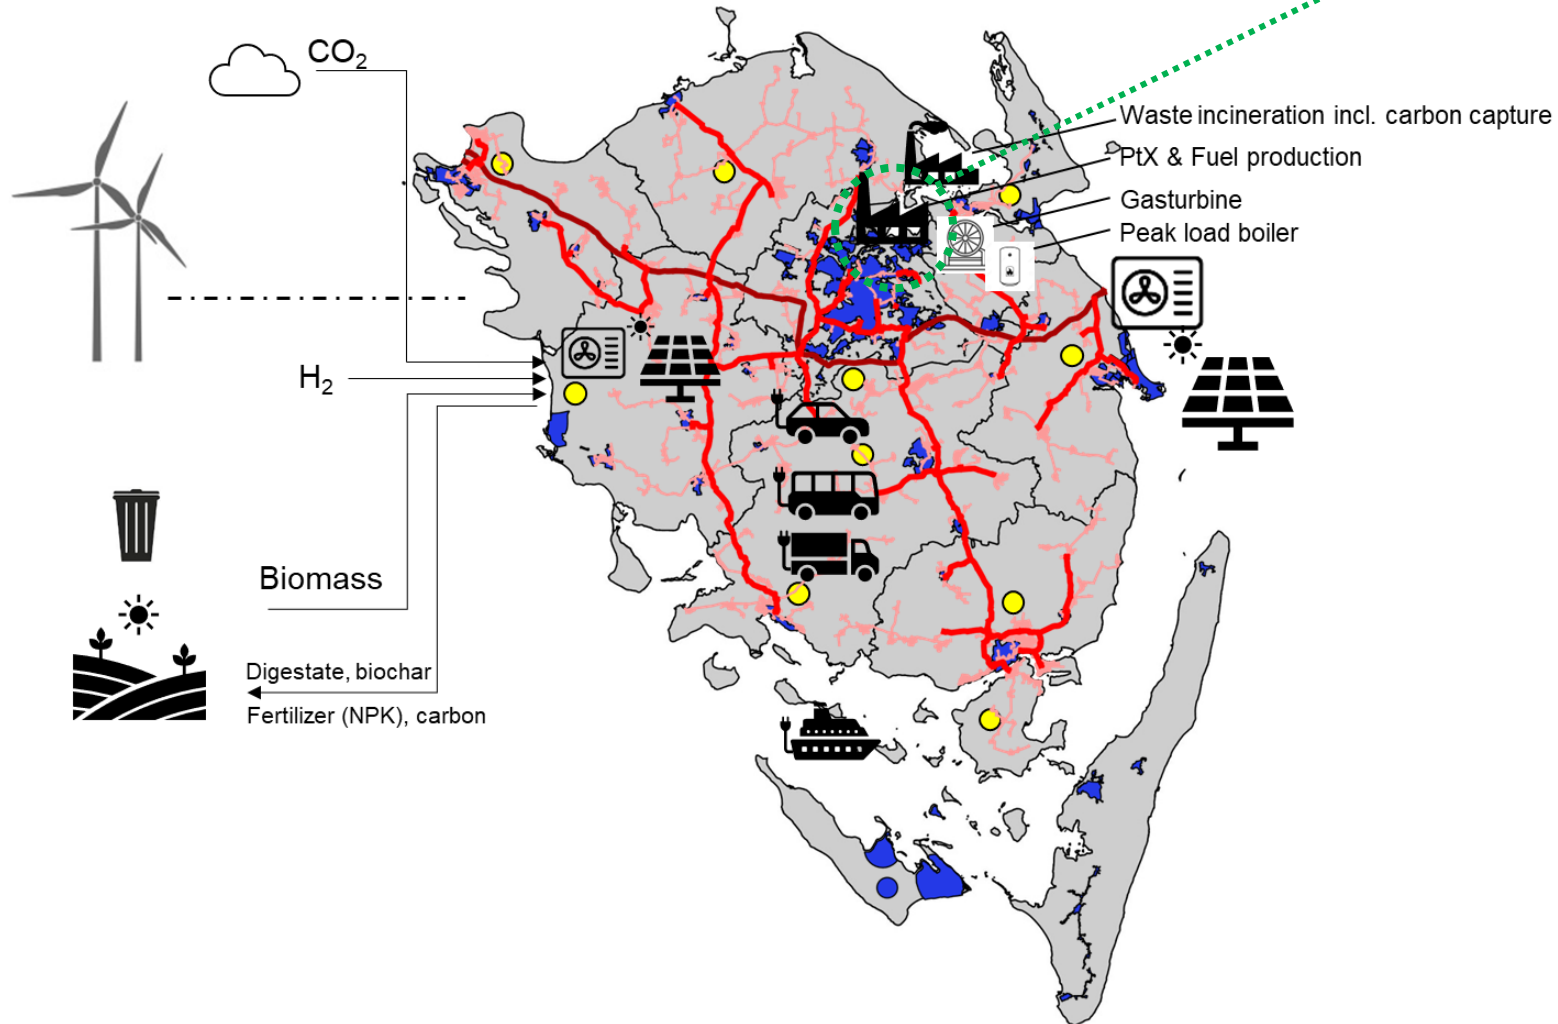 CO₂
Waste incineration incl. carbon capture
PtX & Fuel production
Gasturbine
Peak load boiler
H₂
Biomass
Digestate, biochar
Fertilizer (NPK), carbon